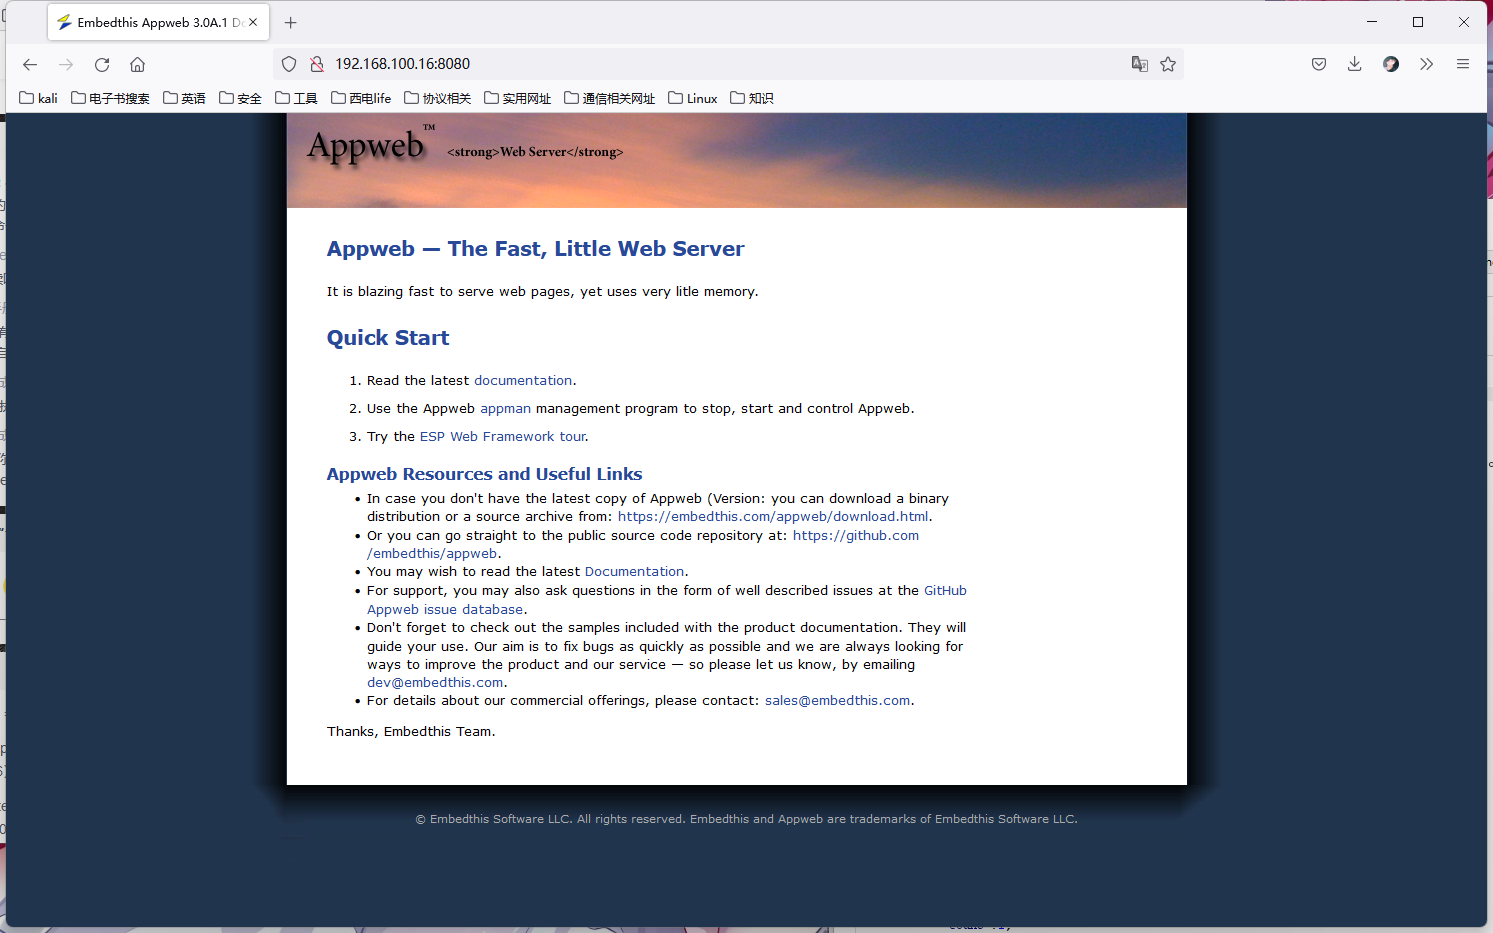 Embedthis Appweb 3.0A.1 Do
192.168.100.16:8080
kali 电子书搜索 英语 安全 工具 西电life 协议相关 实用网址 通信相关网址 Linux 知识
Appweb™ <strong>Web Server</strong>
Appweb — The Fast, Little Web Server
It is blazing fast to serve web pages, yet uses very litle memory.
Quick Start
1. Read the latest documentation.
2. Use the Appweb appman management program to stop, start and control Appweb.
3. Try the ESP Web Framework tour.
Appweb Resources and Useful Links
• In case you don't have the latest copy of Appweb (Version: you can download a binary
distribution or a source archive from: https://embedthis.com/appweb/download.html.
• Or you can go straight to the public source code repository at: https://github.com
/embedthis/appweb.
• You may wish to read the latest Documentation.
• For support, you may also ask questions in the form of well described issues at the GitHub
Appweb issue database.
• Don't forget to check out the samples included with the product documentation. They will
guide your use. Our aim is to fix bugs as quickly as possible and we are always looking for
ways to improve the product and our service — so please let us know, by emailing
dev@embedthis.com.
• For details about our commercial offerings, please contact: sales@embedthis.com.
Thanks, Embedthis Team.
© Embedthis Software LLC. All rights reserved. Embedthis and Appweb are trademarks of Embedthis Software LLC.